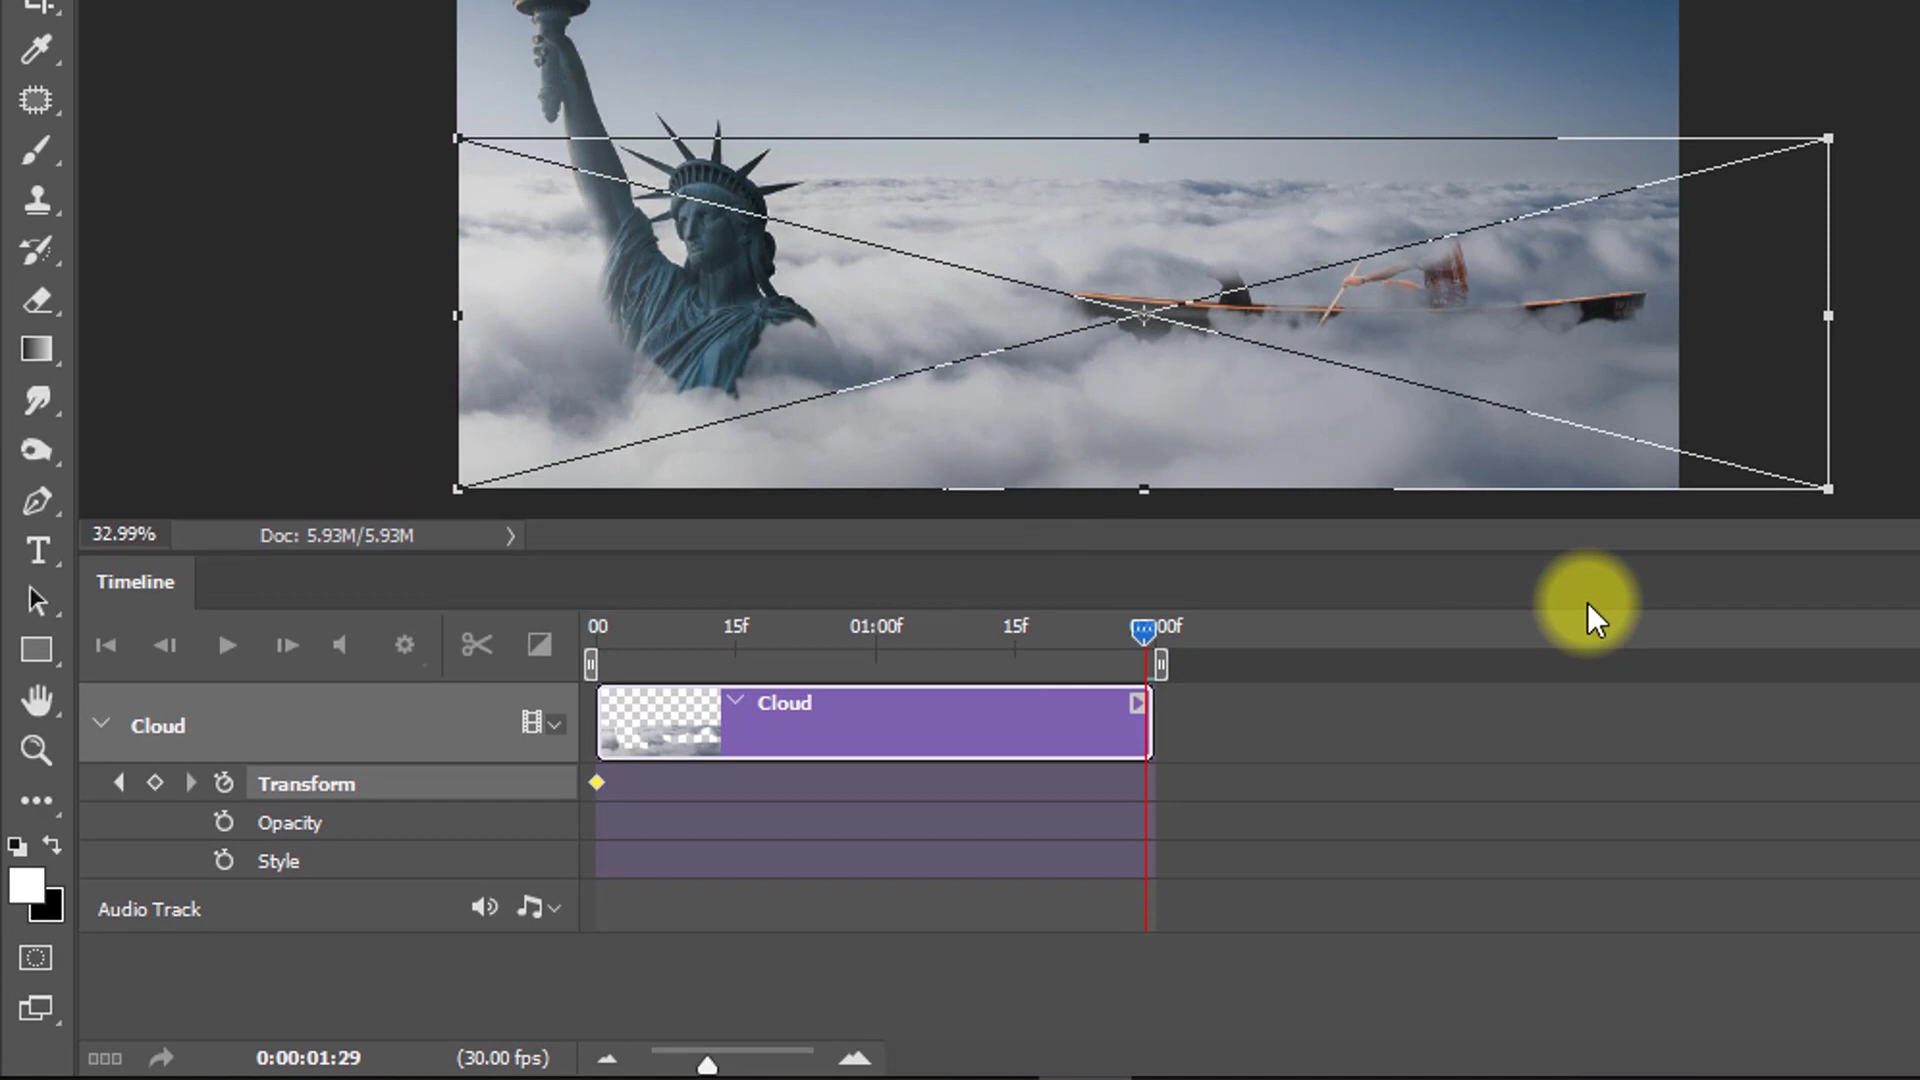 32.99%
Doc: 5.93M/5.93M
Timeline
00
15f
01:00f
15f
00f
Cloud
Cloud
Transform
Opacity
Style
Audio Track
0:00:01:29
(30.00 fps)